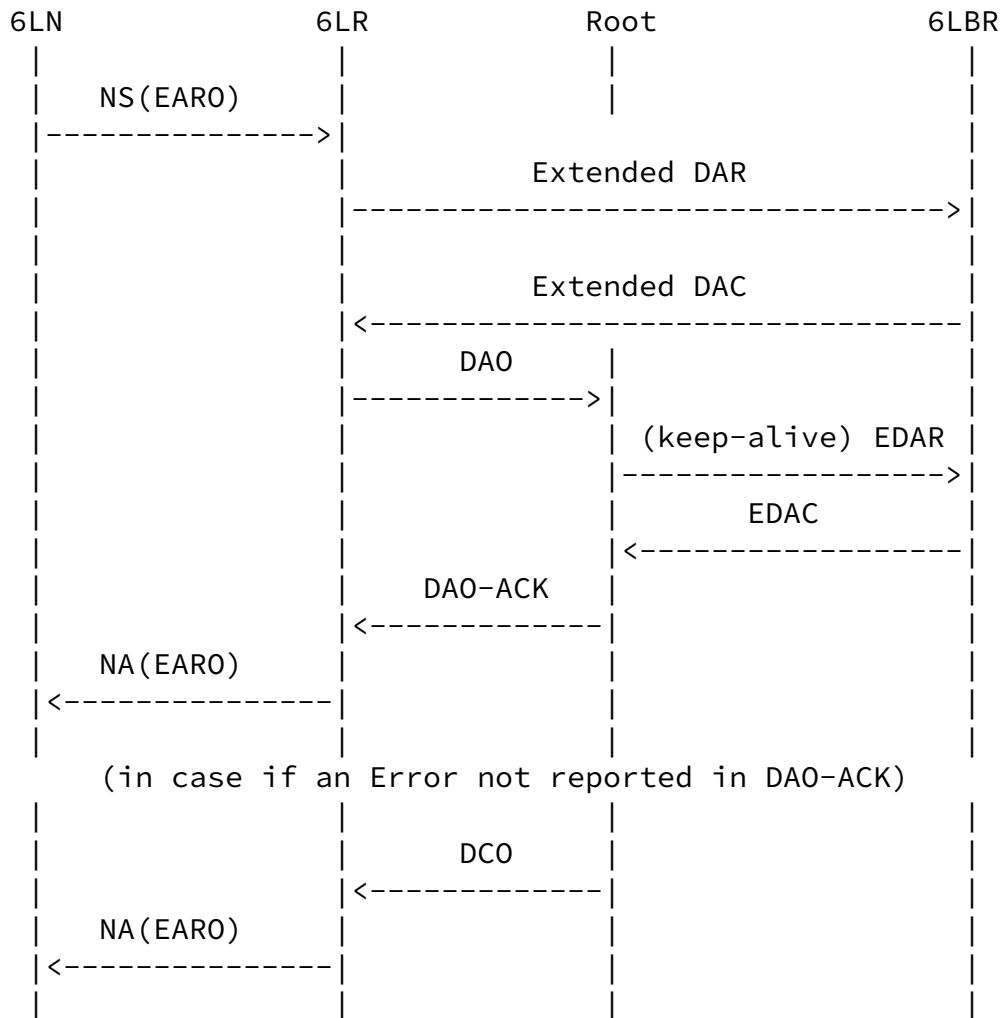 6LN 6LR Root 6LBR
NS(EARO)
Extended DAR
Extended DAC
DAO
(keep-alive) EDAR
EDAC
DAO-ACK
NA(EARO)
(in case if an Error not reported in DAO-ACK)
DCO
NA(EARO)